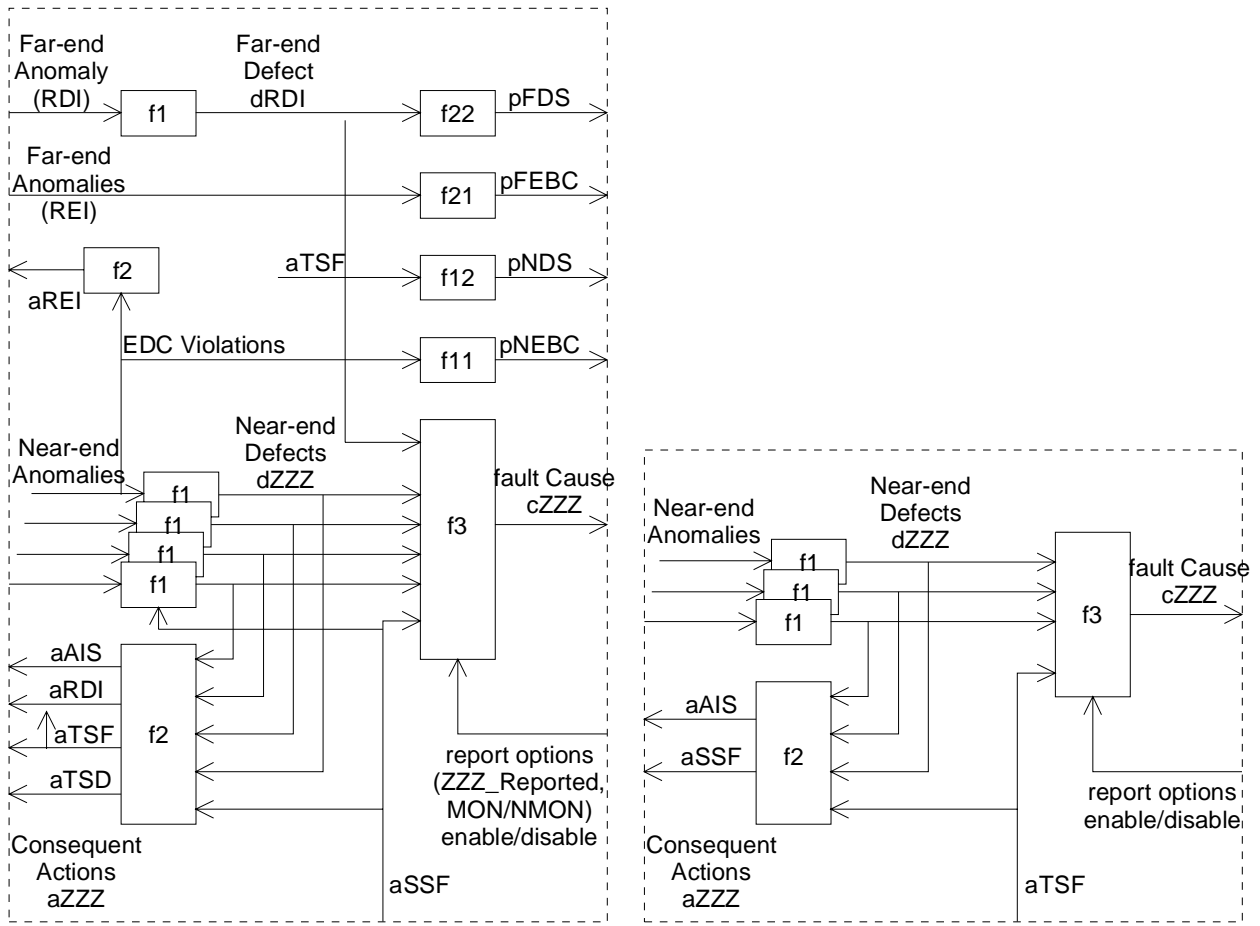 Far-end
Anomaly
(RDI)
f1
Far-end
Defect
dRDI
f22
pFDS
Far-end
Anomalies
(REI)
f21
pFEBC
f2
aREI
aTSF
f12
pNDS
EDC Violations
f11
pNEBC
Near-end
Anomalies
f1
f1
f1
f1
Near-end
Defects
dZZZ
f3
fault Cause
cZZZ
aAIS
aRDI
aTSF
aTSD
f2
Consequent
Actions
aZZZ
aSSF
report options
(ZZZ_Reported,
MON/NMON)
enable/disable
Near-end
Anomalies
f1
f1
f1
Near-end
Defects
dZZZ
f3
fault Cause
cZZZ
aAIS
aSSF
f2
Consequent
Actions
aZZZ
aTSF
report options
enable/disable